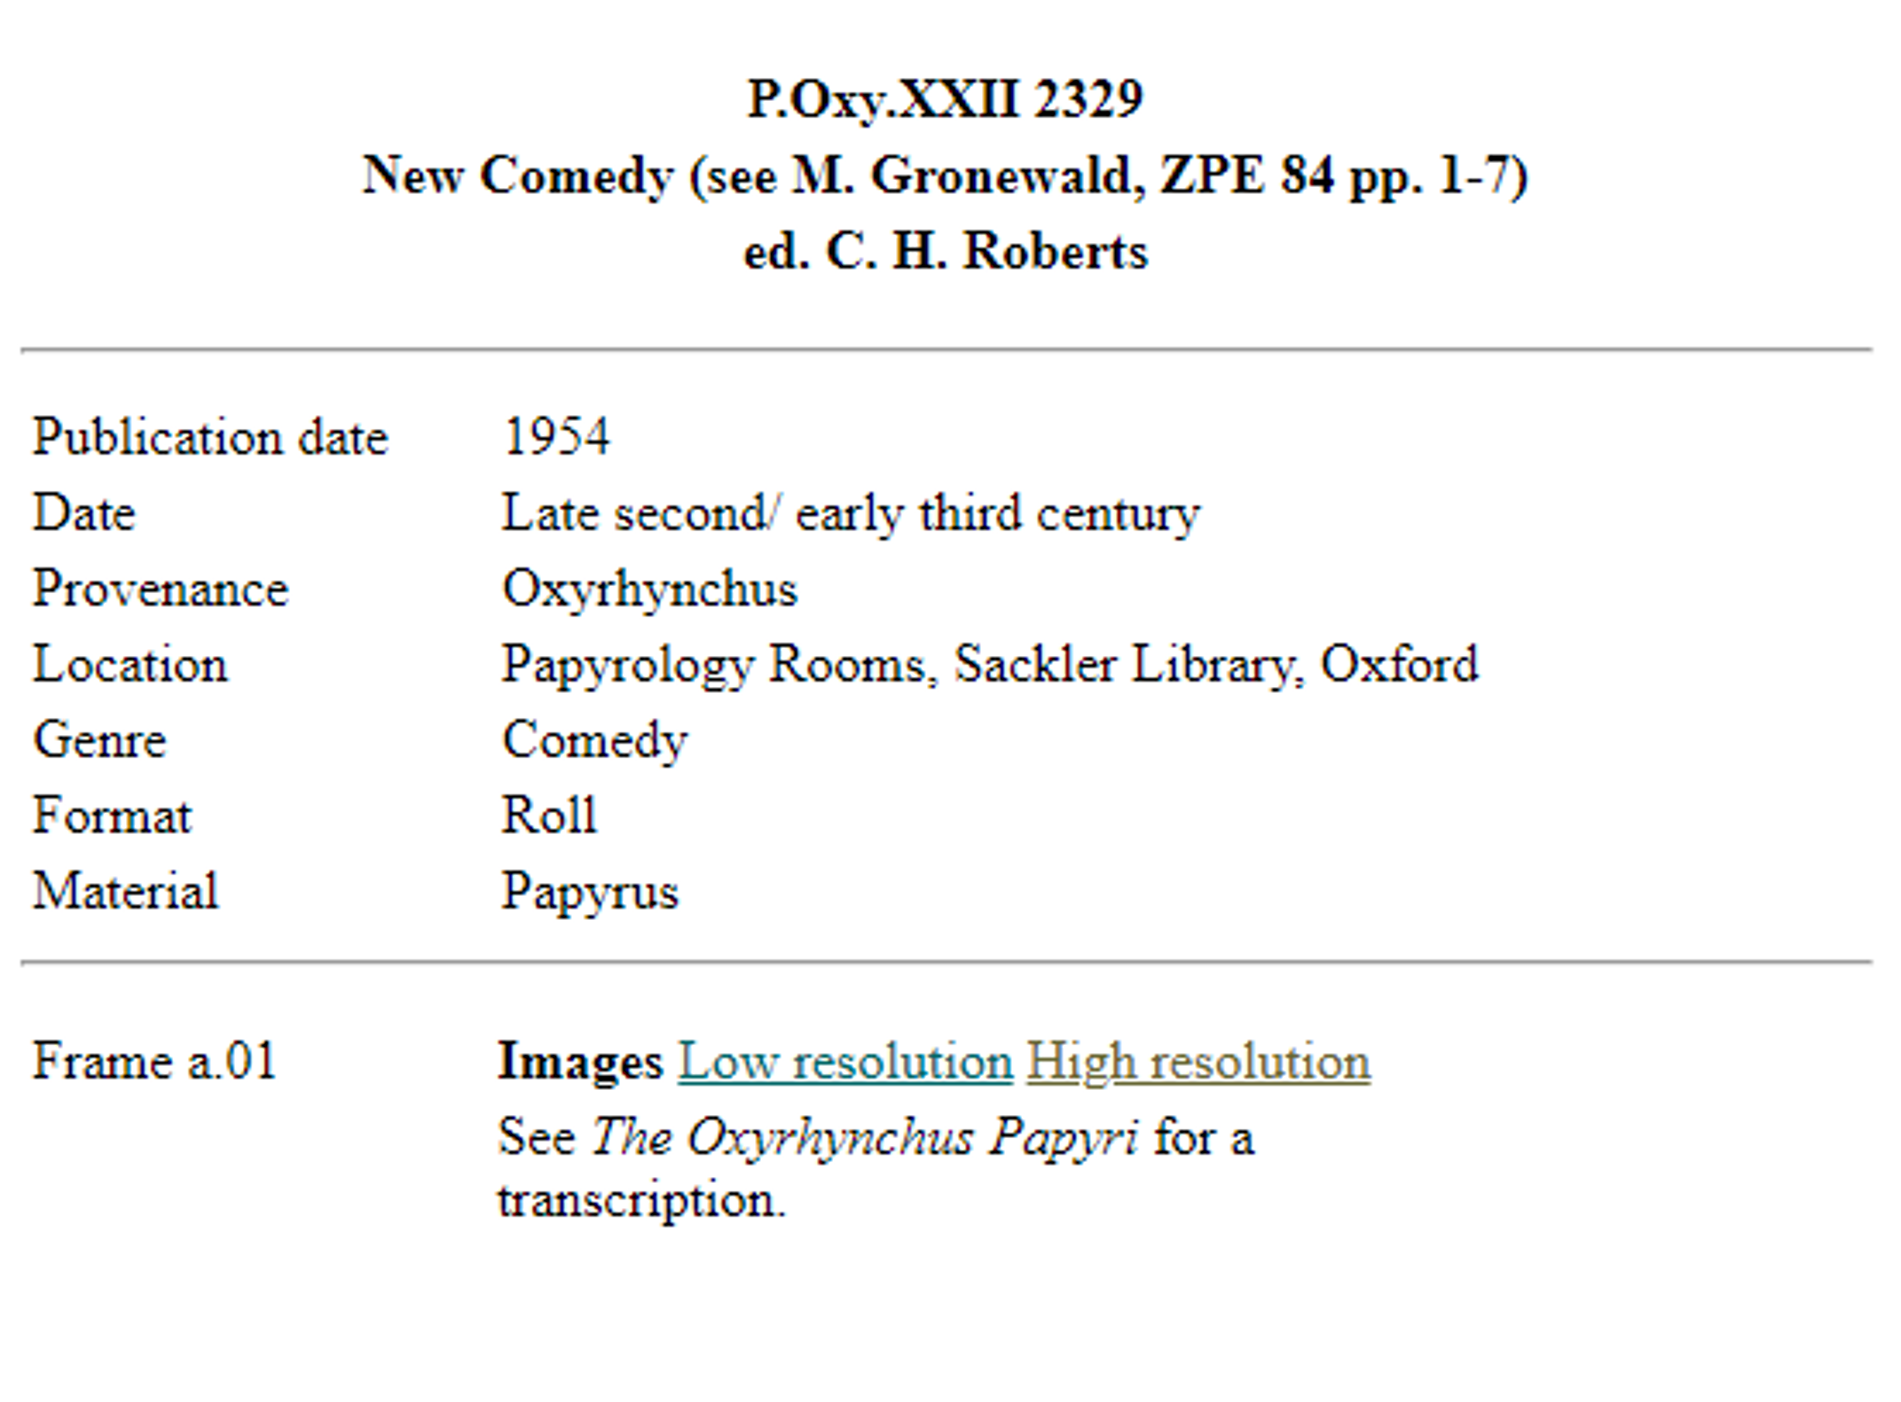 P.Oxy.XXII 2329
New Comedy (see M. Gronewald, ZPE 84 pp. 1-7)
ed. C. H. Roberts
Publication date 1954
Date Late second/ early third century
Provenance Oxyrhynchus
Location Papyrology Rooms, Sackler Library, Oxford
Genre Comedy
Format Roll
Material Papyrus
Frame a.01 Images Low resolution High resolution
See The Oxyrhynchus Papyri for a
transcription.